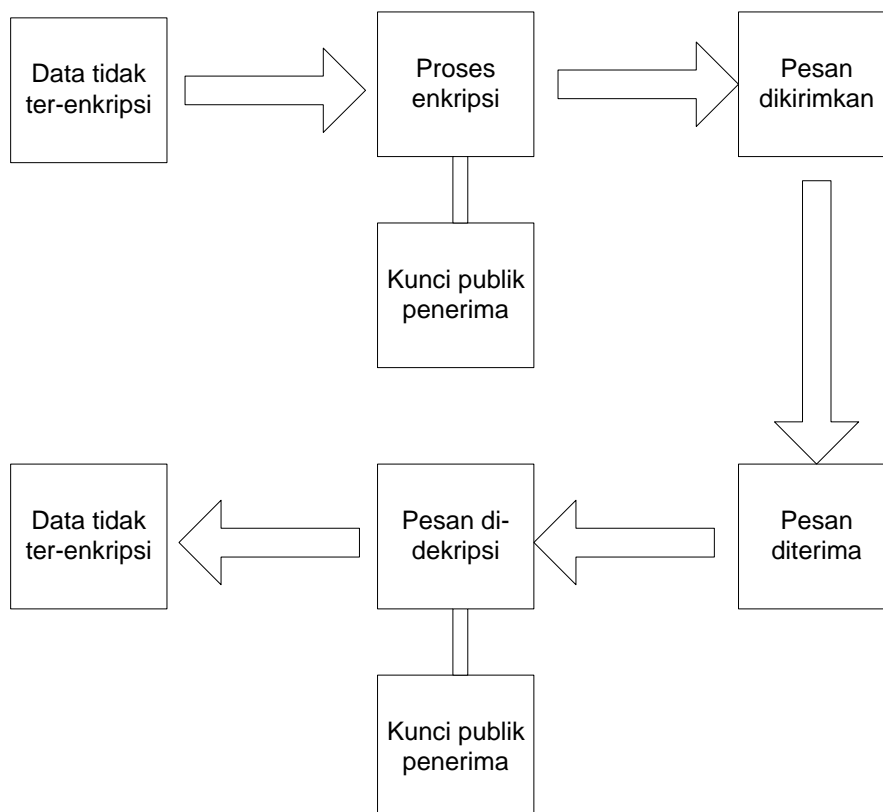 Data tidak
ter-enkripsi
Proses
enkripsi
Pesan
dikirimkan
Kunci publik
penerima
Data tidak
ter-enkripsi
Pesan di-
dekripsi
Pesan
diterima
Kunci publik
penerima